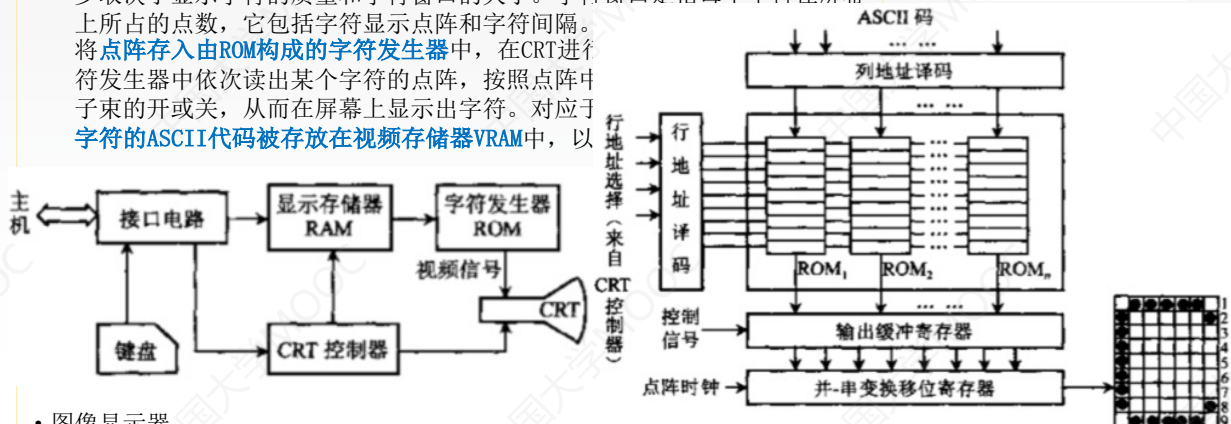 上所占的点数，它包括字符显示点阵和字符间隔。
将点阵存入由ROM构成的字符发生器中，在CRT进行
符发生器中依次读出某个字符的点阵，按照点阵中
子束的开或关，从而在屏幕上显示出字符。对应于
字符的ASCII代码被存放在视频存储器VRAM中，以
主机
接口电路
显示存储器
RAM
字符发生器
ROM
视频信号
CRT
键盘
CRT 控制器
• 图像显示器
ASCII 码
列地址译码
行地址选择（来自CRT控制器）
行地址译码
ROM1
ROM2
ROMn
控制
信号
输出缓冲寄存器
点阵时钟
并-串变换移位寄存器
1
2
3
4
5
6
7
8
9
中国大学MOOC